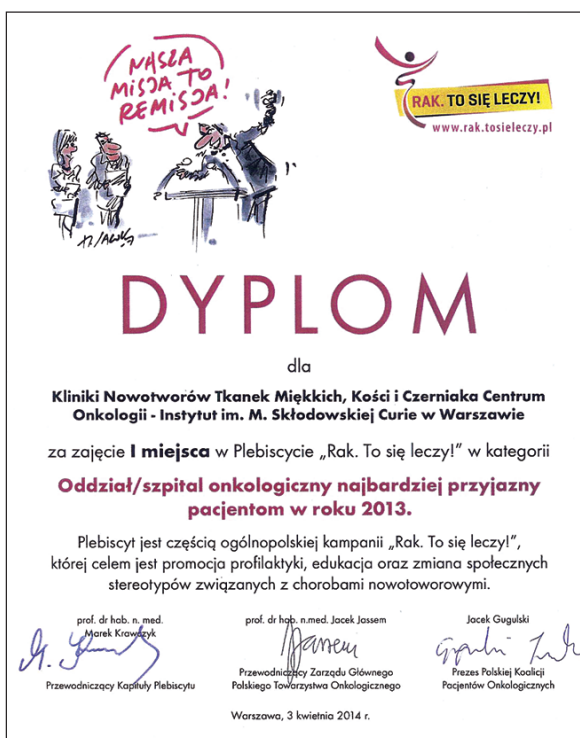 NASZA
MISJA TO
REMISJA!
RAK. TO SIĘ LECZY!
www.rak.tosieleczy.pl
DYPLOM
dla
Kliniki Nowotworów Tkanek Miękkich, Kości i Czerniaka Centrum
Onkologii - Instytut im. M. Skłodowskiej Curie w Warszawie
za zajęcie I miejsca w Plebiscycie „Rak. To się leczy!” w kategorii
Oddział/szpital onkologiczny najbardziej przyjazny
pacjentom w roku 2013.
Plebiscyt jest częścią ogólnopolskiej kampanii „Rak. To się leczy!”,
której celem jest promocja profilaktyki, edukacja oraz zmiana społecznych
stereotypów związanych z chorobami nowotoworowymi.
prof. dr hab. n. med.
Marek Krawczyk
Przewodniczący Kapituły Plebiscytu
prof. dr hab. n.med. Jacek Jassem
Jassem
Przewodniczący Zarządu Głównego
Polskiego Towarzystwa Onkologicznego
Jacek Gugulski
Prezes Polskiej Koalicji
Pacjentów Onkologicznych
Warszawa, 3 kwietnia 2014 r.